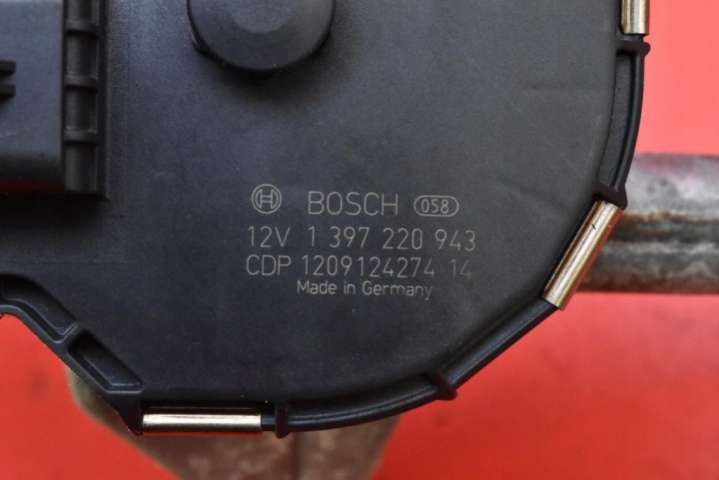 BOSCH 058
12V 1 397 220 943
CDP 1209124274 14
Made in Germany